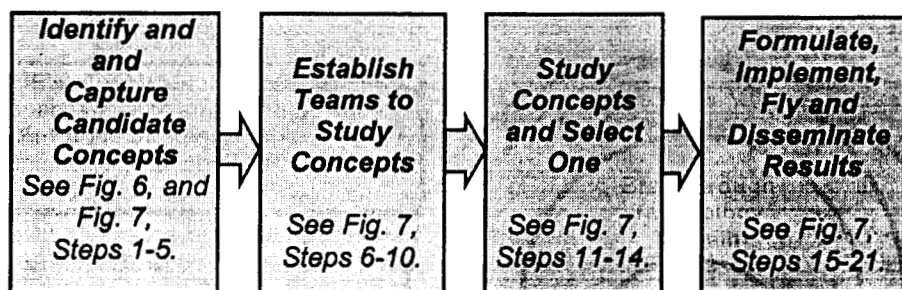 Identify and
and
Capture
Candidate
Concepts
See Fig. 6, and
Fig. 7,
Steps 1-5.
Establish
Teams to
Study
Concepts
See Fig. 7,
Steps 6-10.
Study
Concepts
and Select
One
See Fig. 7,
Steps 11-14.
Formulate,
Implement,
Fly and
Disseminate
Results
See Fig. 7,
Steps 15-21.